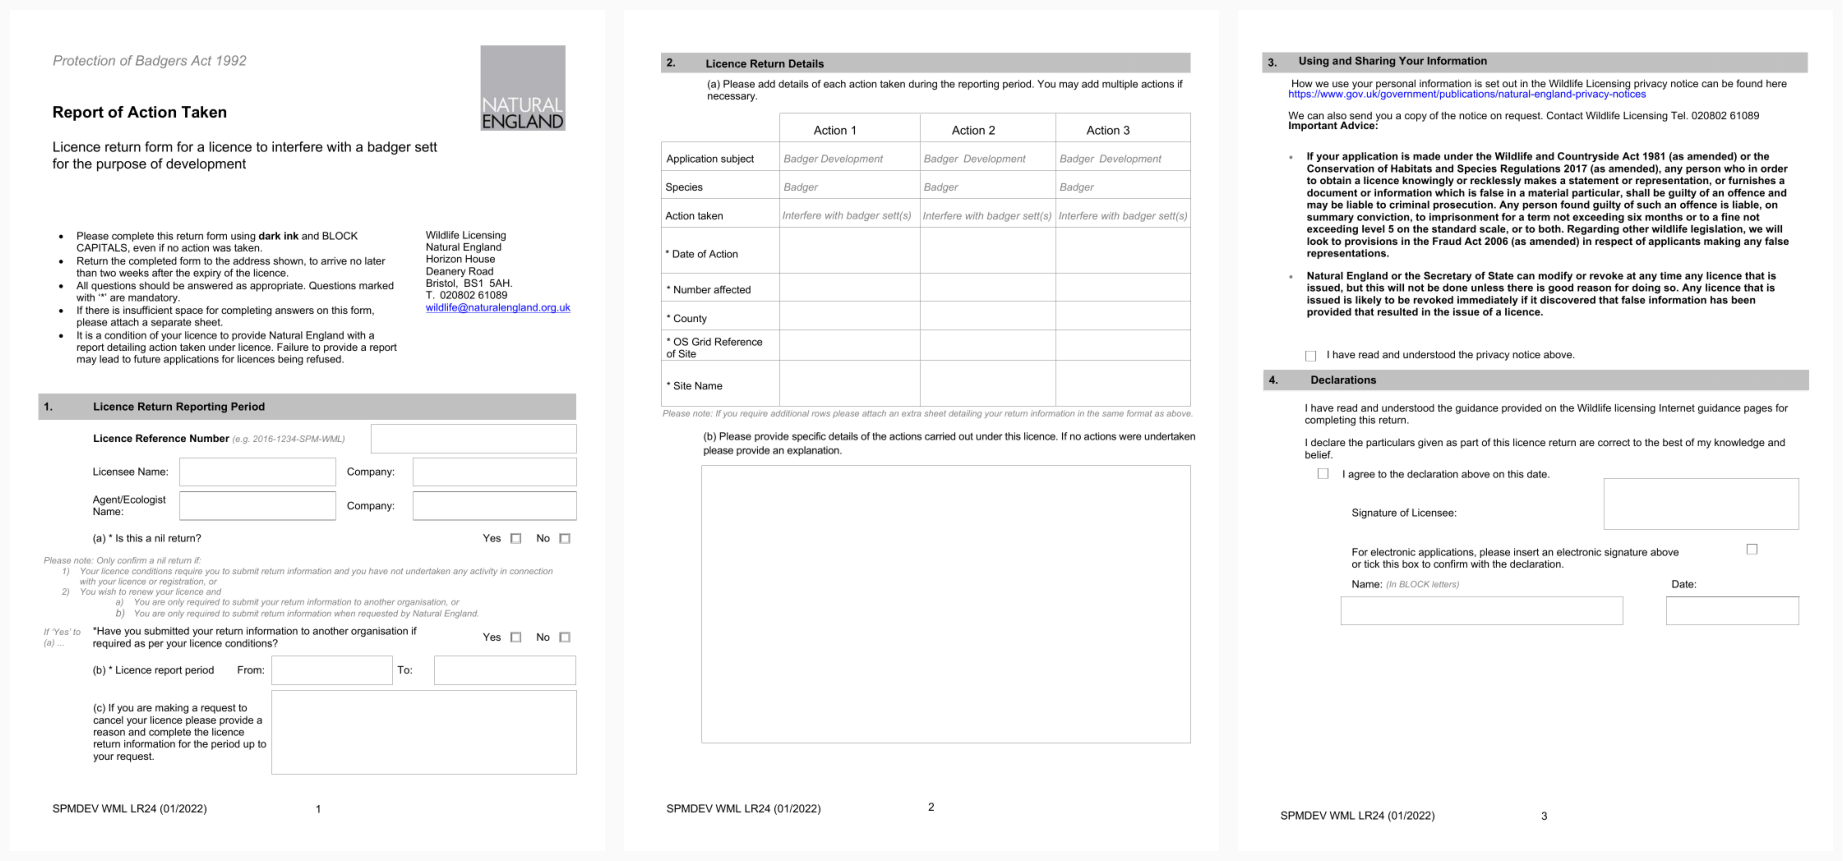 Protection of Badgers Act 1992
NATURAL
ENGLAND
Report of Action Taken
Licence return form for a licence to interfere with a badger sett
for the purpose of development
• Please complete this return form using dark ink and BLOCK
CAPITALS, even if no action was taken.
• Return the completed form to the address shown, to arrive no later
than two weeks after the expiry of the licence.
• All questions should be answered as appropriate. Questions marked
with ‘*’ are mandatory.
• If there is insufficient space for completing answers on this form,
please attach a separate sheet.
• It is a condition of your licence to provide Natural England with a
report detailing action taken under licence. Failure to provide a report
may lead to future applications for licences being refused.
Wildlife Licensing
Natural England
Horizon House
Deanery Road
Bristol, BS1 5AH.
T. 020802 61089
wildlife@naturalengland.org.uk
1. Licence Return Reporting Period
Licence Reference Number (e.g. 2016-1234-SPM-WML)
Licensee Name: Company:
Agent/Ecologist
Name: Company:
(a) * Is this a nil return? Yes No
Please note: Only confirm a nil return if:
1) Your licence conditions require you to submit return information and you have not undertaken any activity in connection
with your licence or registration, or
2) You wish to renew your licence and
a) You are only required to submit your return information to another organisation, or
b) You are only required to submit return information when requested by Natural England.
If ‘Yes’ to
(a) ...
*Have you submitted your return information to another organisation if
required as per your licence conditions? Yes No
(b) * Licence report period From: To:
(c) If you are making a request to
cancel your licence please provide a
reason and complete the licence
return information for the period up to
your request.
SPMDEV WML LR24 (01/2022) 1
2. Licence Return Details
(a) Please add details of each action taken during the reporting period. You may add multiple actions if
necessary.
Action 1 Action 2 Action 3
Application subject Badger Development Badger Development Badger Development
Species Badger Badger Badger
Action taken Interfere with badger sett(s) Interfere with badger sett(s) Interfere with badger sett(s)
* Date of Action
* Number affected
* County
* OS Grid Reference
of Site
* Site Name
Please note: If you require additional rows please attach an extra sheet detailing your return information in the same format as above.
(b) Please provide specific details of the actions carried out under this licence. If no actions were undertaken
please provide an explanation.
SPMDEV WML LR24 (01/2022) 2
3. Using and Sharing Your Information
How we use your personal information is set out in the Wildlife Licensing privacy notice can be found here
https://www.gov.uk/government/publications/natural-england-privacy-notices
We can also send you a copy of the notice on request. Contact Wildlife Licensing Tel. 020802 61089
Important Advice:
• If your application is made under the Wildlife and Countryside Act 1981 (as amended) or the
Conservation of Habitats and Species Regulations 2017 (as amended), any person who in order
to obtain a licence knowingly or recklessly makes a statement or representation, or furnishes a
document or information which is false in a material particular, shall be guilty of an offence and
may be liable to criminal prosecution. Any person found guilty of such an offence is liable, on
summary conviction, to imprisonment for a term not exceeding six months or to a fine not
exceeding level 5 on the standard scale, or to both. Regarding other wildlife legislation, we will
look to provisions in the Fraud Act 2006 (as amended) in respect of applicants making any false
representations.
• Natural England or the Secretary of State can modify or revoke at any time any licence that is
issued, but this will not be done unless there is good reason for doing so. Any licence that is
issued is likely to be revoked immediately if it discovered that false information has been
provided that resulted in the issue of a licence.
I have read and understood the privacy notice above.
4. Declarations
I have read and understood the guidance provided on the Wildlife licensing Internet guidance pages for
completing this return.
I declare the particulars given as part of this licence return are correct to the best of my knowledge and
belief.
I agree to the declaration above on this date.
Signature of Licensee:
For electronic applications, please insert an electronic signature above
or tick this box to confirm with the declaration.
Name: (In BLOCK letters) Date:
SPMDEV WML LR24 (01/2022) 3